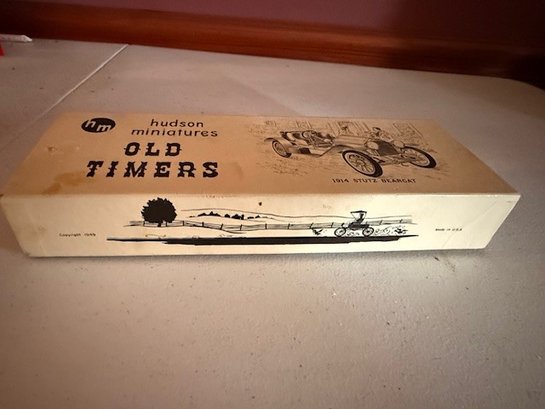 hm
hudson
miniatures
OLD
TIMERS
1914 STUTZ BEARCAT
Copyright 1949
Made in U.S.A.